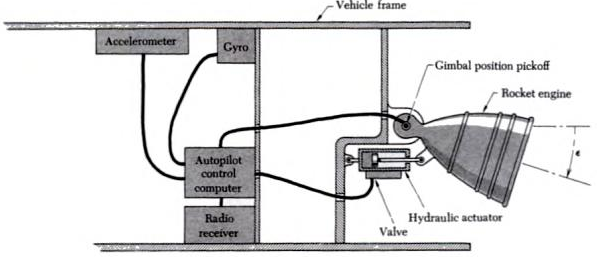 Vehicle frame
Accelerometer
Gyro
Gimbal position pickoff
Rocket engine
ε
Autopilot
control
computer
Hydraulic actuator
Valve
Radio
receiver